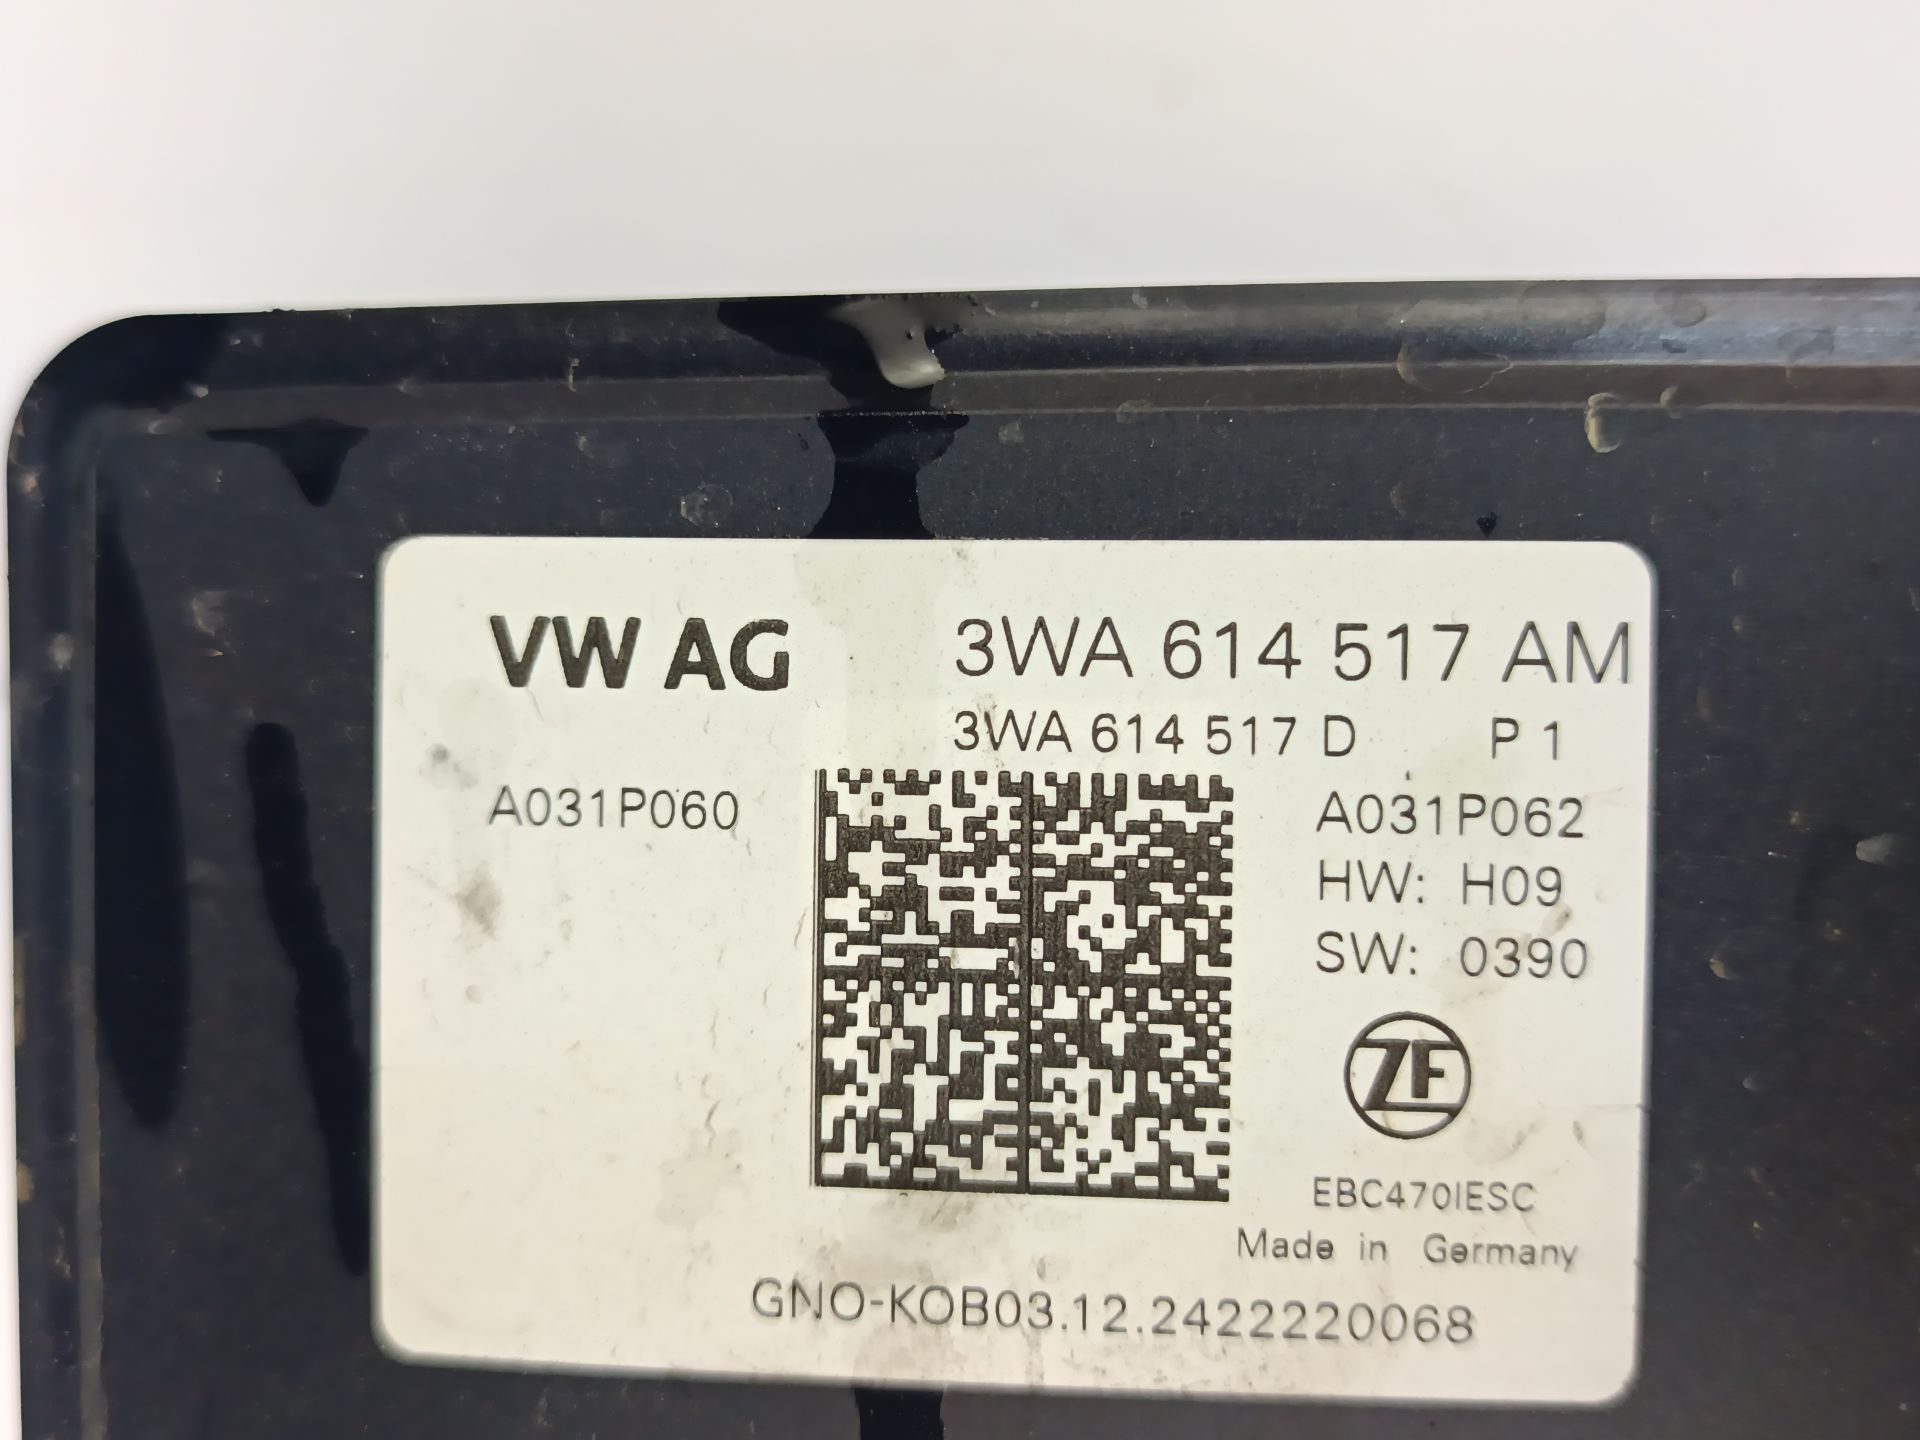 VW AG 3WA 614 517 AM
3WA 614 517 D P 1
A031P060 A031P062
HW: H09
SW: 0390
ZF
EBC470IESC
Made in Germany
GNO-KOB03.12.2422220068